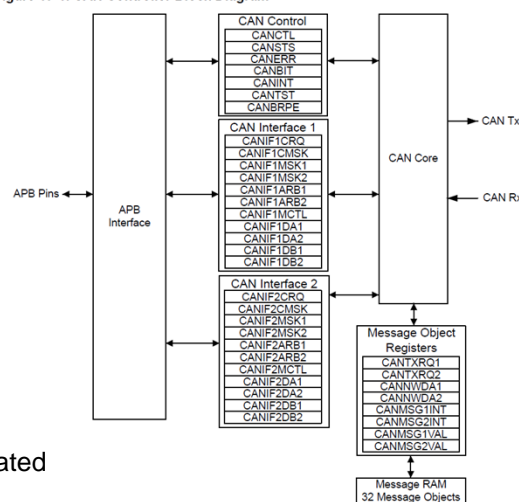 CAN Control
CANCTL
CANSTS
CANERR
CANBIT
CANINT
CANTST
CANBRPE
CAN Interface 1
CANIF1CRQ
CANIF1CMSK
CANIF1MSK1
CANIF1MSK2
CANIF1ARB1
CANIF1ARB2
CANIF1MCTL
CANIF1DA1
CANIF1DA2
CANIF1DB1
CANIF1DB2
CAN Interface 2
CANIF2CRQ
CANIF2CMSK
CANIF2MSK1
CANIF2MSK2
CANIF2ARB1
CANIF2ARB2
CANIF2MCTL
CANIF2DA1
CANIF2DA2
CANIF2DB1
CANIF2DB2
APB Pins
APB
Interface
CAN Core
CAN Tx
CAN Rx
Message Object
Registers
CANTXRQ1
CANTXRQ2
CANNWDA1
CANNWDA2
CANMSG1INT
CANMSG2INT
CANMSG1VAL
CANMSG2VAL
Message RAM
32 Message Objects
ated